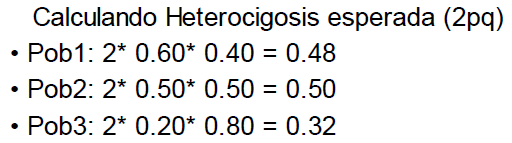 Calculando Heterocigosis esperada (2pq)
• Pob1: 2* 0.60* 0.40 = 0.48
• Pob2: 2* 0.50* 0.50 = 0.50
• Pob3: 2* 0.20* 0.80 = 0.32